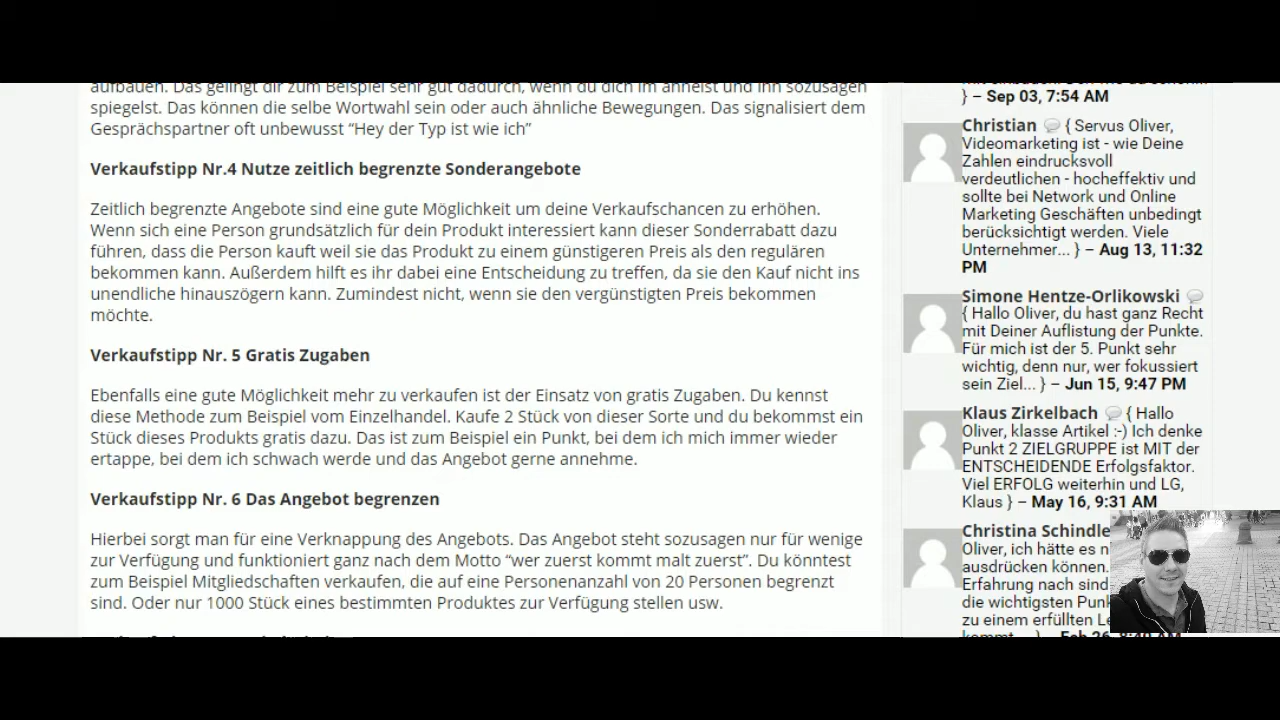 aufbauen. Das gelingt dir zum Beispiel sehr gut dadurch, wenn du dich im anheist und ihn sozusagen
spiegelst. Das können die selbe Wortwahl sein oder auch ähnliche Bewegungen. Das signalisiert dem
Gesprächspartner oft unbewusst “Hey der Typ ist wie ich”
Verkaufstipp Nr.4 Nutze zeitlich begrenzte Sonderangebote
Zeitlich begrenzte Angebote sind eine gute Möglichkeit um deine Verkaufschancen zu erhöhen.
Wenn sich eine Person grundsätzlich für dein Produkt interessiert kann dieser Sonderrabatt dazu
führen, dass die Person kauft weil sie das Produkt zu einem günstigeren Preis als den regulären
bekommen kann. Außerdem hilft es ihr dabei eine Entscheidung zu treffen, da sie den Kauf nicht ins
unendliche hinauszögern kann. Zumindest nicht, wenn sie den vergünstigten Preis bekommen
möchte.
Verkaufstipp Nr. 5 Gratis Zugaben
Ebenfalls eine gute Möglichkeit mehr zu verkaufen ist der Einsatz von gratis Zugaben. Du kennst
diese Methode zum Beispiel vom Einzelhandel. Kaufe 2 Stück von dieser Sorte und du bekommst ein
Stück dieses Produkts gratis dazu. Das ist zum Beispiel ein Punkt, bei dem ich mich immer wieder
ertappe, bei dem ich schwach werde und das Angebot gerne annehme.
Verkaufstipp Nr. 6 Das Angebot begrenzen
Hierbei sorgt man für eine Verknappung des Angebots. Das Angebot steht sozusagen nur für wenige
zur Verfügung und funktioniert ganz nach dem Motto “wer zuerst kommt malt zuerst”. Du könntest
zum Beispiel Mitgliedschaften verkaufen, die auf eine Personenanzahl von 20 Personen begrenzt
sind. Oder nur 1000 Stück eines bestimmten Produktes zur Verfügung stellen usw.
} – Sep 03, 7:54 AM
Christian { Servus Oliver,
Videomarketing ist - wie Deine
Zahlen eindrucksvoll
verdeutlichen - hocheffektiv und
sollte bei Network und Online
Marketing Geschäften unbedingt
berücksichtigt werden. Viele
Unternehmer... } – Aug 13, 11:32
PM
Simone Hentze-Orlikowski
{ Hallo Oliver, du hast ganz Recht
mit Deiner Auflistung der Punkte.
Für mich ist der 5. Punkt sehr
wichtig, denn nur, wer fokussiert
sein Ziel... } – Jun 15, 9:47 PM
Klaus Zirkelbach { Hallo
Oliver, klasse Artikel :-) Ich denke
Punkt 2 ZIELGRUPPE ist MIT der
ENTSCHEIDENDE Erfolgsfaktor.
Viel ERFOLG weiterhin und LG,
Klaus } – May 16, 9:31 AM
Christina Schindle
Oliver, ich hätte es n
ausdrücken können.
Erfahrung nach sind
die wichtigsten Punk
zu einem erfüllten Le
kommt... } – Feb 26, 8:40 AM